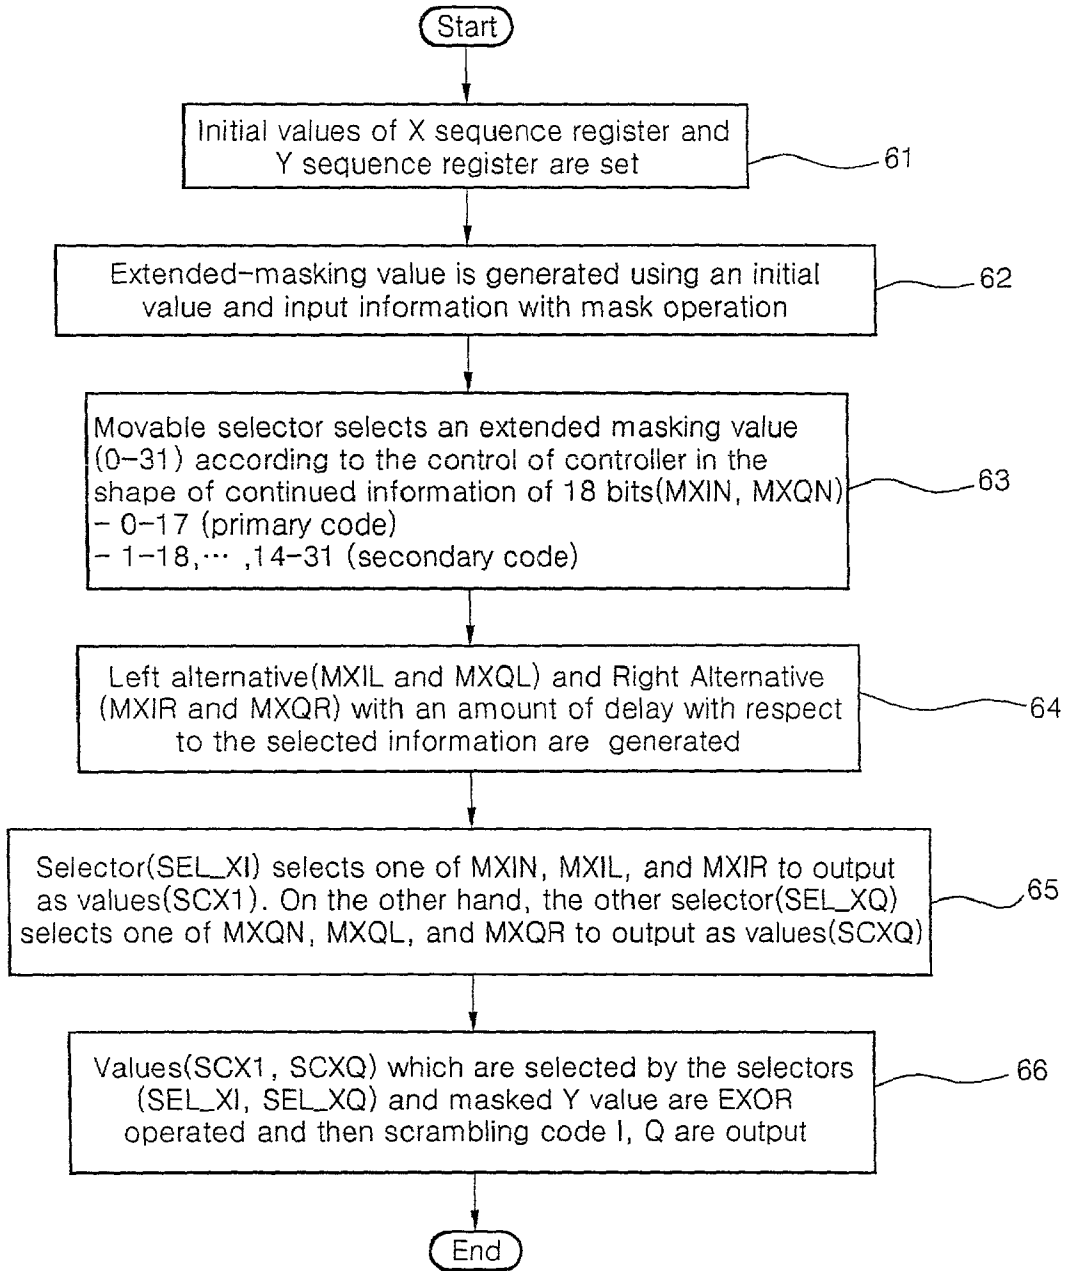 Start
Initial values of X sequence register and
Y sequence register are set
61
Extended-masking value is generated using an initial
value and input information with mask operation
62
Movable selector selects an extended masking value
(0-31) according to the control of controller in the
shape of continued information of 18 bits(MXIN, MXQN)
- 0-17 (primary code)
- 1-18,··· ,14-31 (secondary code)
63
Left alternative(MXIL and MXQL) and Right Alternative
(MXIR and MXQR) with an amount of delay with respect
to the selected information are generated
64
Selector(SEL_XI) selects one of MXIN, MXIL, and MXIR to output
as values(SCX1). On the other hand, the other selector(SEL_XQ)
selects one of MXQN, MXQL, and MXQR to output as values(SCXQ)
65
Values(SCX1, SCXQ) which are selected by the selectors
(SEL_XI, SEL_XQ) and masked Y value are EXOR
operated and then scrambling code I, Q are output
66
End